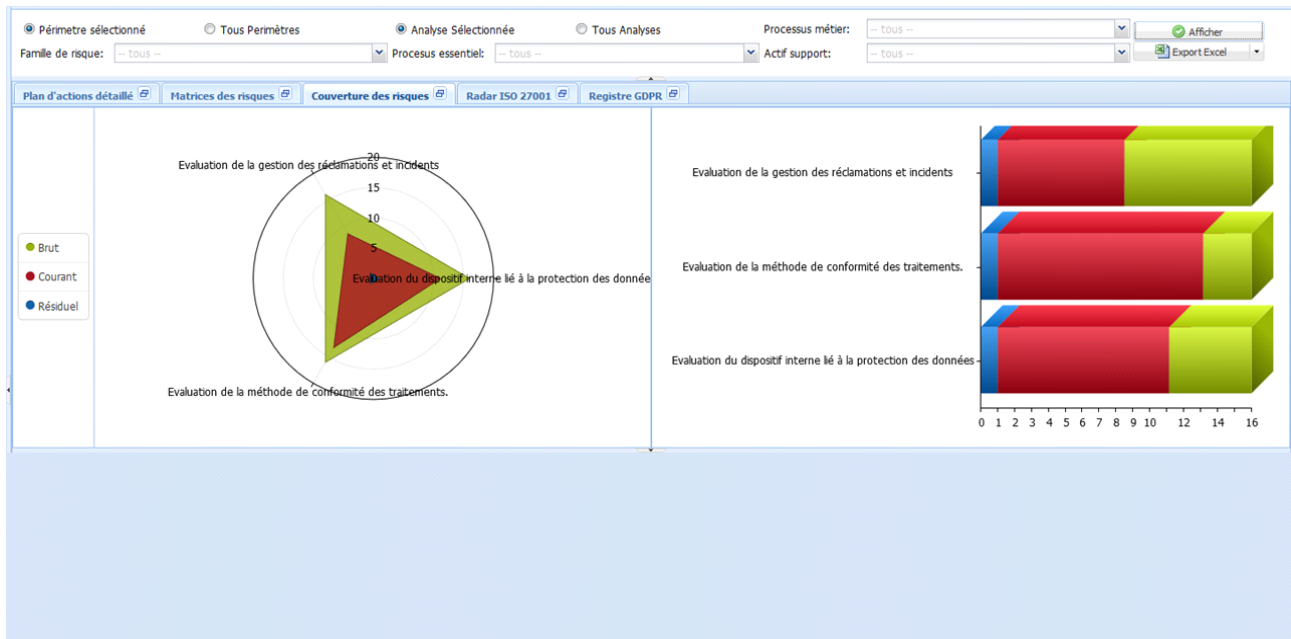 Périmetre sélectionné Tous Perimètres Analyse Sélectionnée Tous Analyses Processus métier: -- tous -- Afficher
Famille de risque: -- tous -- Procesus essentiel: -- tous -- Actif support: -- tous -- Export Excel
Plan d'actions détaillé Matrices des risques Couverture des risques Radar ISO 27001 Registre GDPR
Brut
Courant
Résiduel
20
Evaluation de la gestion des réclamations et incidents
15
10
5
0
Evaluation du dispositif interne lié à la protection des donnée
Evaluation de la méthode de conformité des traitements.
Evaluation de la gestion des réclamations et incidents
Evaluation de la méthode de conformité des traitements.
Evaluation du dispositif interne lié à la protection des données
0 1 2 3 4 5 6 7 8 9 10 12 14 16